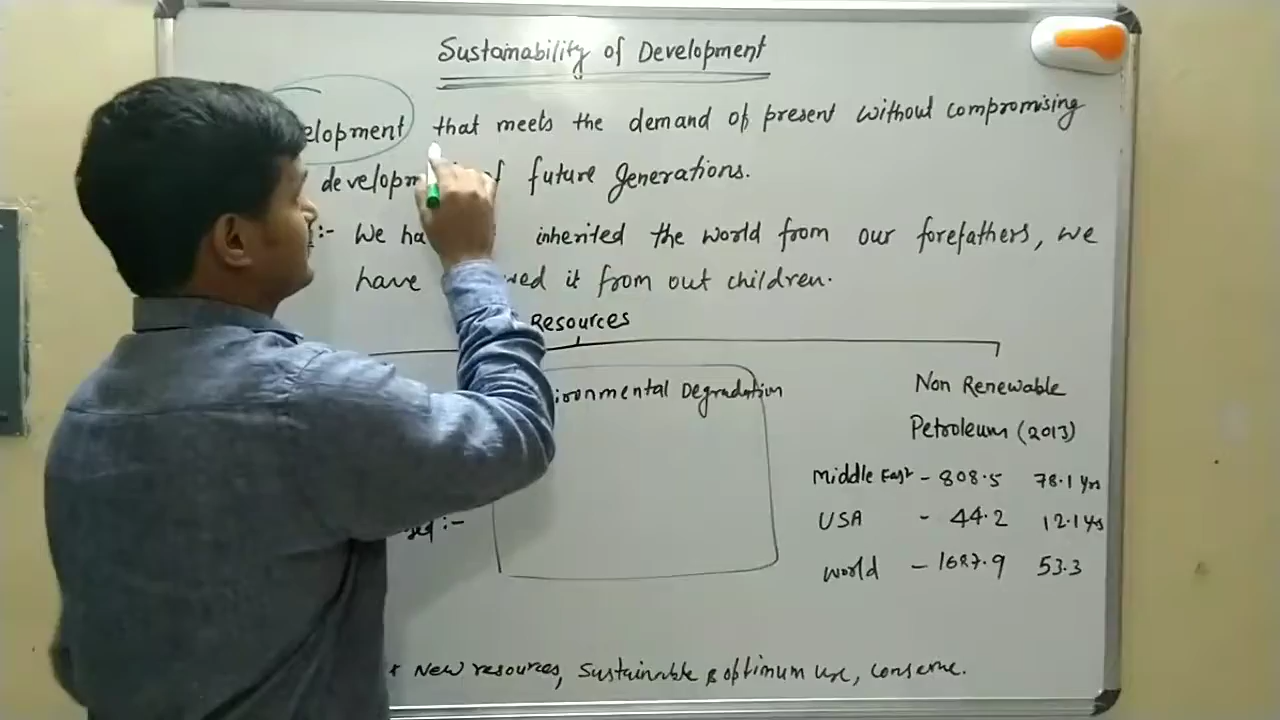 Sustainability of Development
elopment that meets the demand of present without compromising
developm of future generations.
:- We ha inherited the world from our forefathers, we
have wed it from out children.
Resources
ironmental Degradation
Non Renewable
Petroleum (2013)
Middle East - 808.5 78.1 yrs
USA - 44.2 12.1 yrs
:-
world - 1687.9 53.3
* New resources, Sustainable & optimum use, conserve.